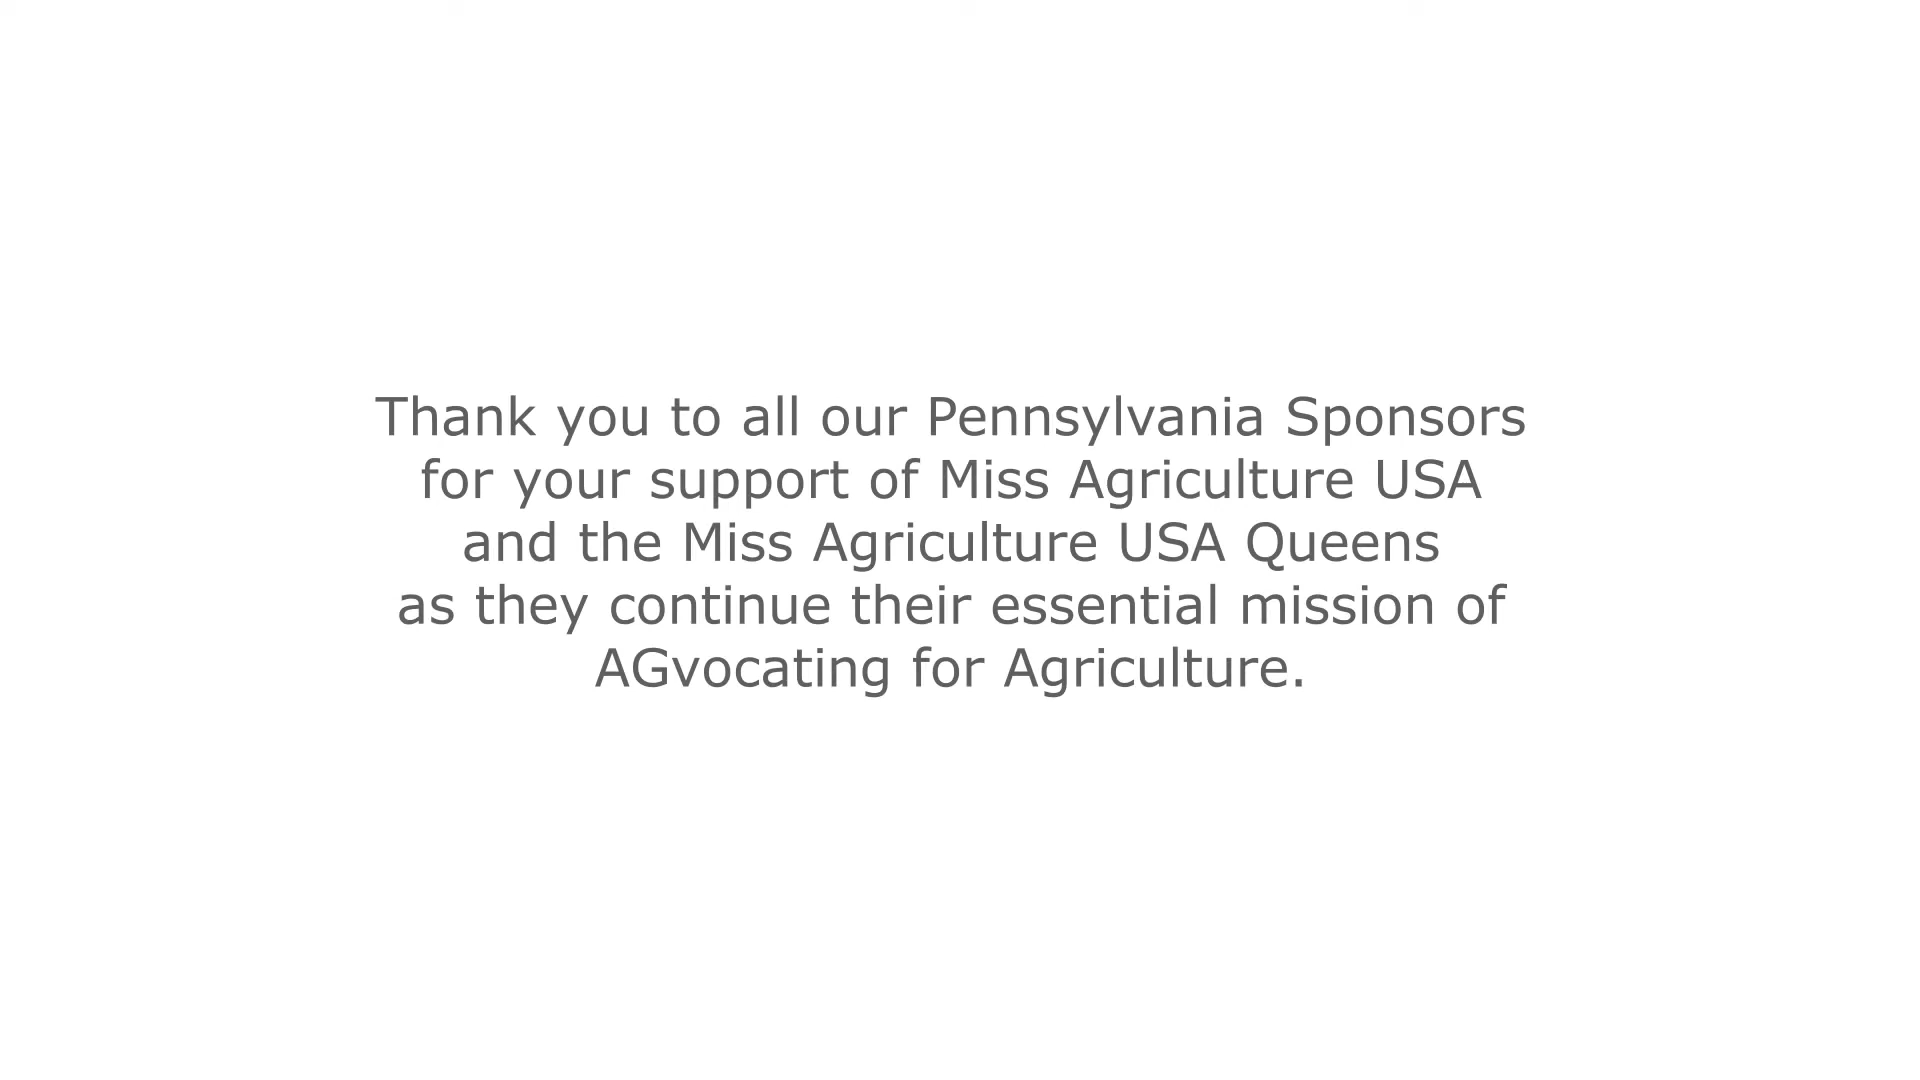 Thank you to all our Pennsylvania Sponsors
for your support of Miss Agriculture USA
and the Miss Agriculture USA Queens
as they continue their essential mission of
AGvocating for Agriculture.